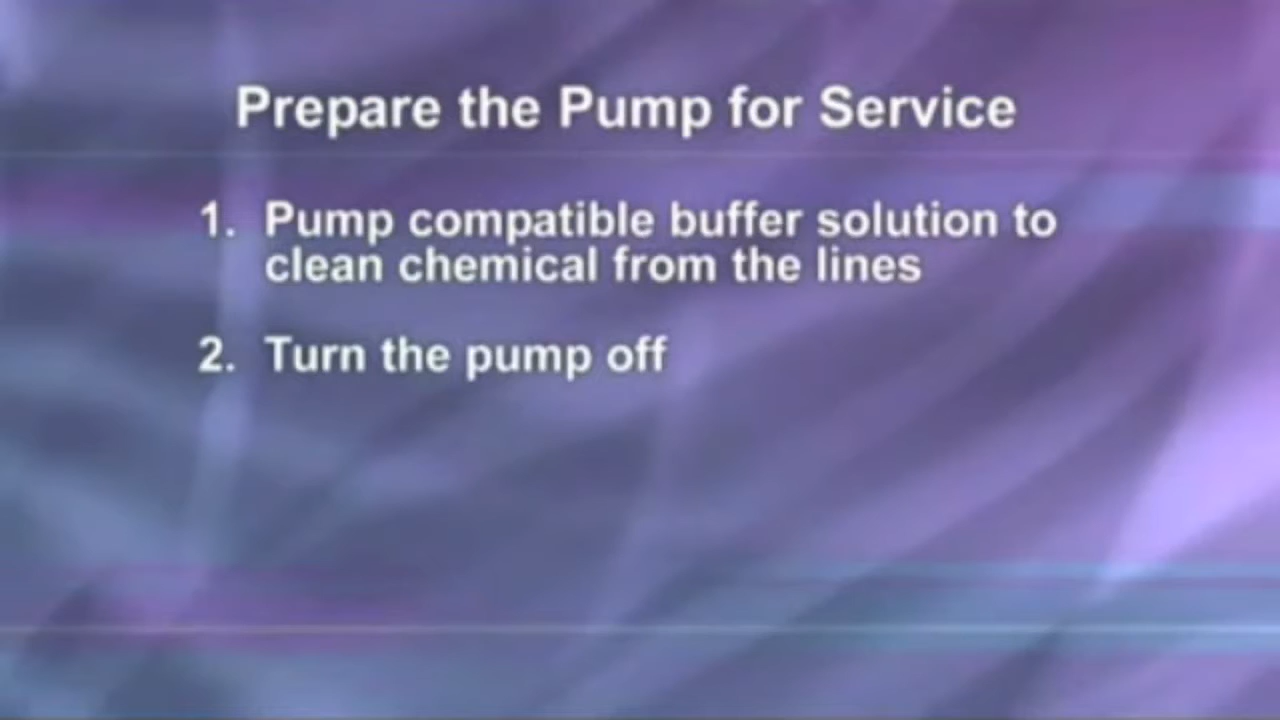 Prepare the Pump for Service
1. Pump compatible buffer solution to
clean chemical from the lines
2. Turn the pump off